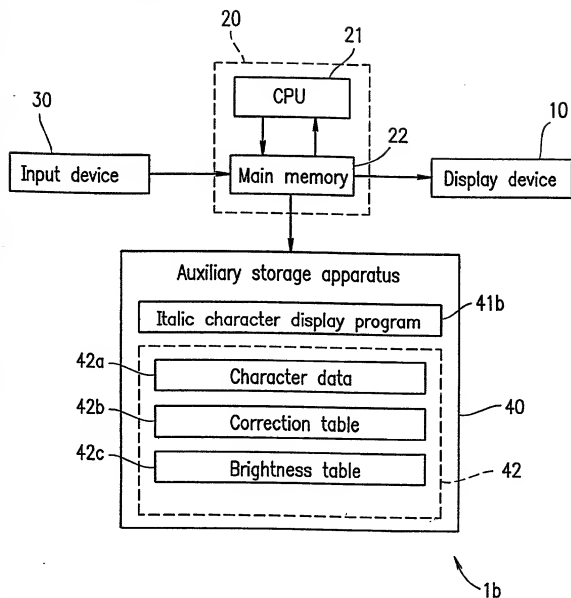 20
21
CPU
30
22
10
Input device
Main memory
Display device
Auxiliary storage apparatus
Italic character display program
41b
42a
Character data
42b
Correction table
40
42c
Brightness table
42
1b